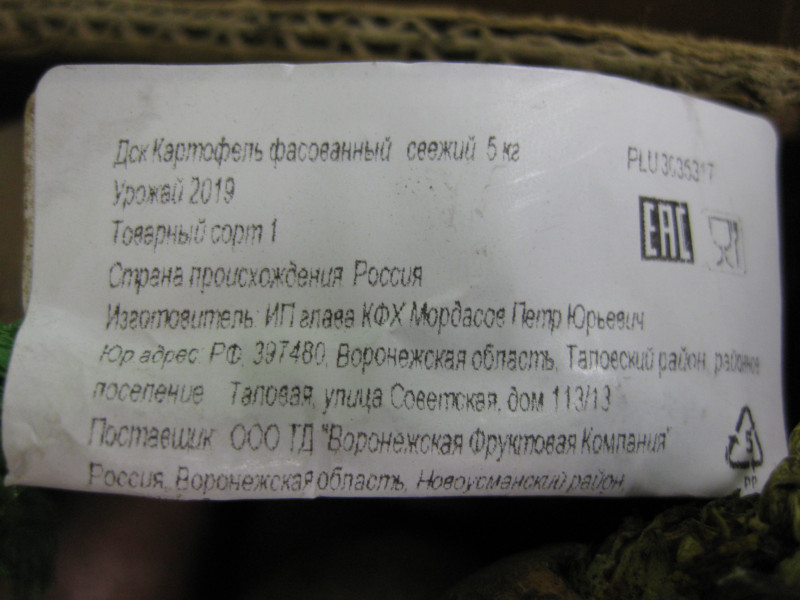 Дск Картофель фасованный свежий 5 кг
PLU 3035317
Урожай 2019
EAC
Товарный сорт 1
Страна происхождения Россия
Изготовитель: ИП глава КФХ Мордасов Петр Юрьевич
Юр адрес: РФ, 397480, Воронежская область, Таловский район, районое
поселение Таловая, улица Советская, дом 113/13
Поставщик: ООО ТД "Воронежская Фруктовая Компания"
5
PP
Россия, Воронежская область, Новоусманский район,